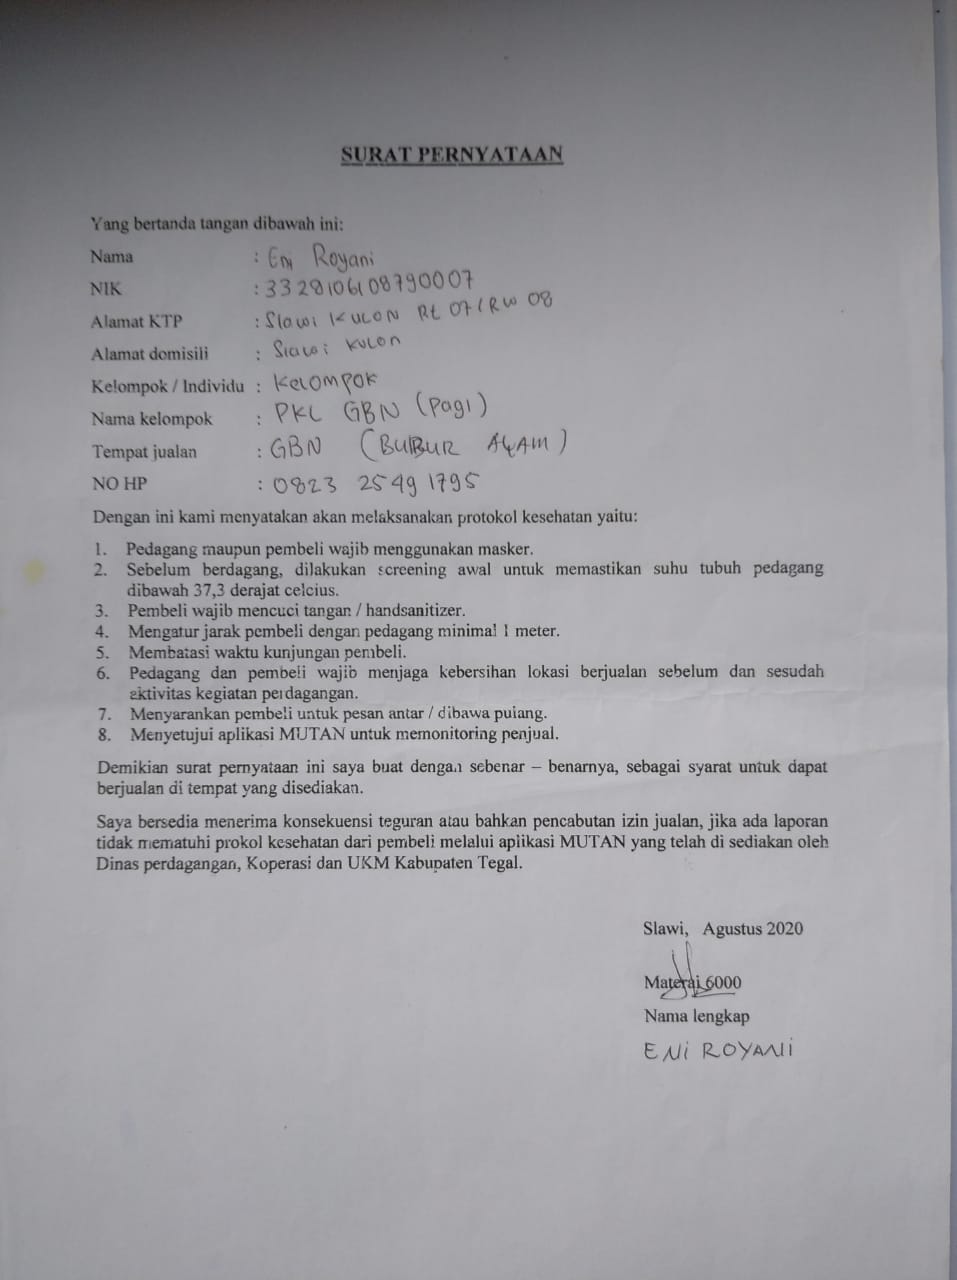 SURAT PERNYATAAN
Yang bertanda tangan dibawah ini:
Nama : Eni Royani
NIK : 3328106108790007
Alamat KTP : Slawi KULON Rt 07/RW 08
Alamat domisili : Slawi KULON
Kelompok / Individu : KELOMPOK
Nama kelompok : PKL GBN (Pagi)
Tempat jualan : GBN (BUBUR AYAM)
NO HP : 0823 2549 1795
Dengan ini kami menyatakan akan melaksanakan protokol kesehatan yaitu:
1. Pedagang maupun pembeli wajib menggunakan masker.
2. Sebelum berdagang, dilakukan screening awal untuk memastikan suhu tubuh pedagang
dibawah 37,3 derajat celcius.
3. Pembeli wajib mencuci tangan / handsanitizer.
4. Mengatur jarak pembeli dengan pedagang minimal 1 meter.
5. Membatasi waktu kunjungan pembeli.
6. Pedagang dan pembeli wajib menjaga kebersihan lokasi berjualan sebelum dan sesudah
aktivitas kegiatan perdagangan.
7. Menyarankan pembeli untuk pesan antar / dibawa pulang.
8. Menyetujui aplikasi MUTAN untuk memonitoring penjual.
Demikian surat pernyataan ini saya buat dengan sebenar – benarnya, sebagai syarat untuk dapat
berjualan di tempat yang disediakan.
Saya bersedia menerima konsekuensi teguran atau bahkan pencabutan izin jualan, jika ada laporan
tidak mematuhi prokol kesehatan dari pembeli melalui aplikasi MUTAN yang telah di sediakan oleh
Dinas perdagangan, Koperasi dan UKM Kabupaten Tegal.
Slawi, Agustus 2020
Materai 6000
Nama lengkap
ENI ROYANI